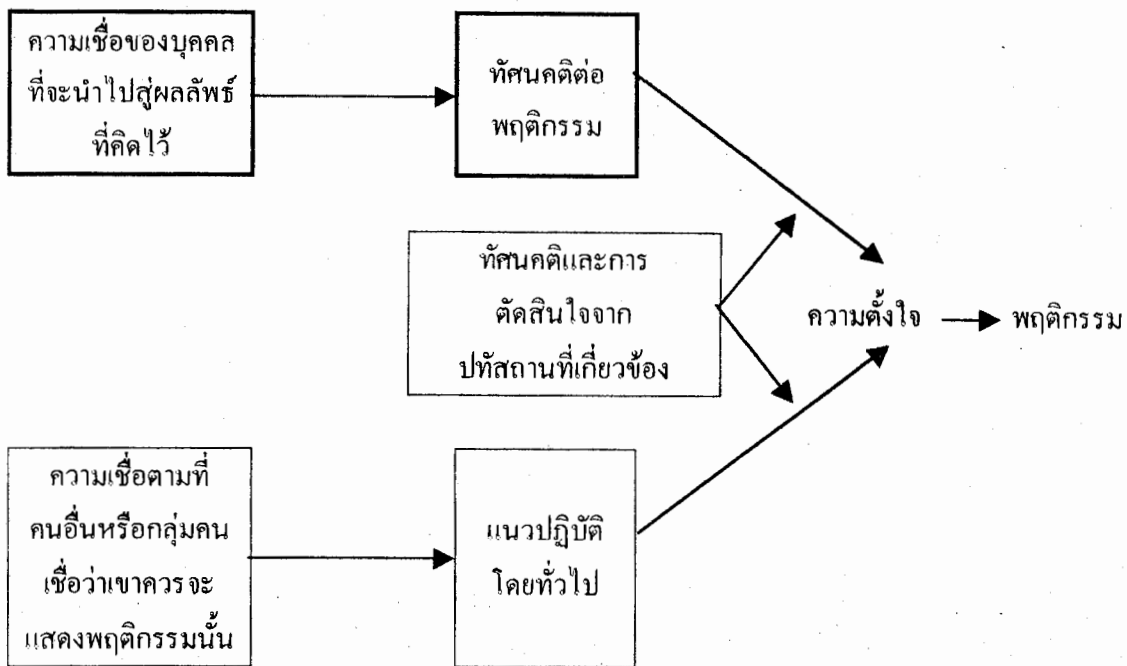 ความเชื่อของบุคคล
ที่จะนำไปสู่ผลลัพธ์
ที่คิดไว้
ทัศนคติต่อ
พฤติกรรม
ทัศนคติและการ
ตัดสินใจจาก
ปทัสถานที่เกี่ยวข้อง
ความตั้งใจ
พฤติกรรม
ความเชื่อตามที่
คนอื่นหรือกลุ่มคน
เชื่อว่าเขาควรจะ
แสดงพฤติกรรมนั้น
แนวปฏิบัติ
โดยทั่วไป